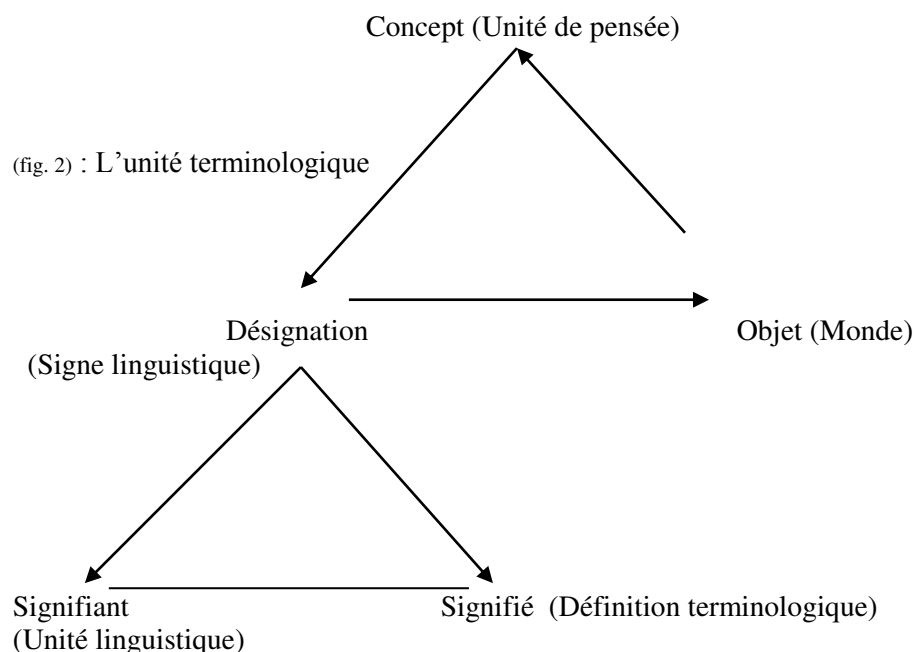 Concept (Unité de pensée)
(fig. 2) : L’unité terminologique
Désignation
Objet (Monde)
(Signe linguistique)
Signifiant
Signifié (Définition terminologique)
(Unité linguistique)